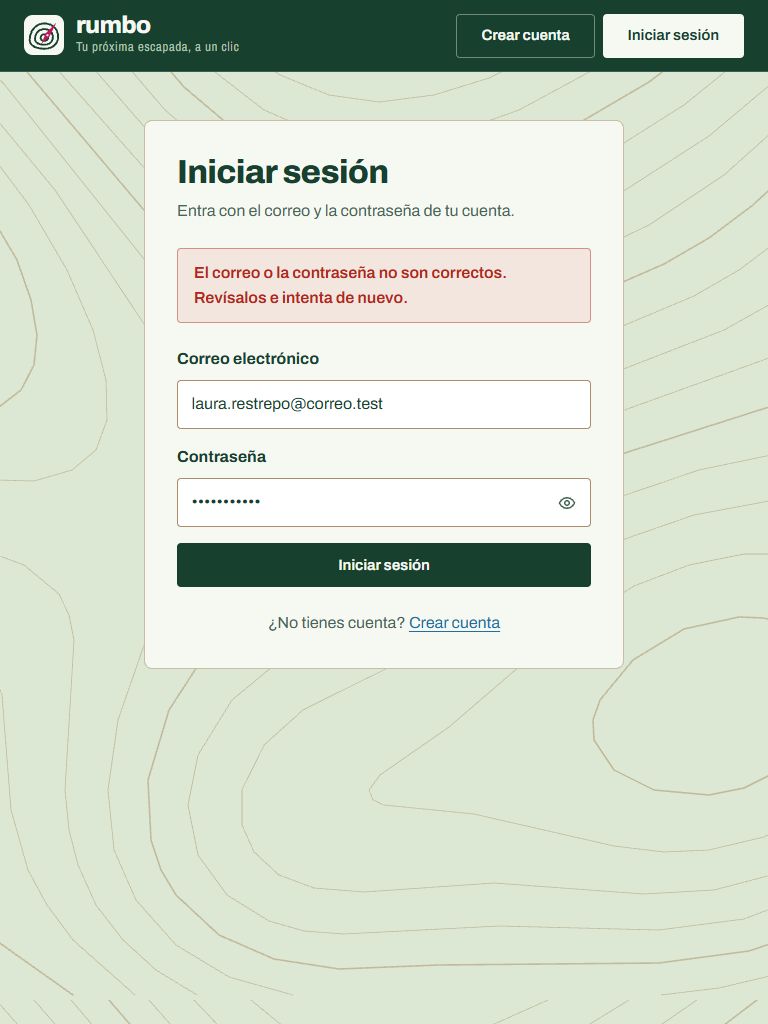 rumbo
Tu próxima escapada, a un clic
Crear cuenta
Iniciar sesión
Iniciar sesión
Entra con el correo y la contraseña de tu cuenta.
El correo o la contraseña no son correctos.
Revísalos e intenta de nuevo.
Correo electrónico
laura.restrepo@correo.test
Contraseña
•••••••••••
Iniciar sesión
¿No tienes cuenta? Crear cuenta